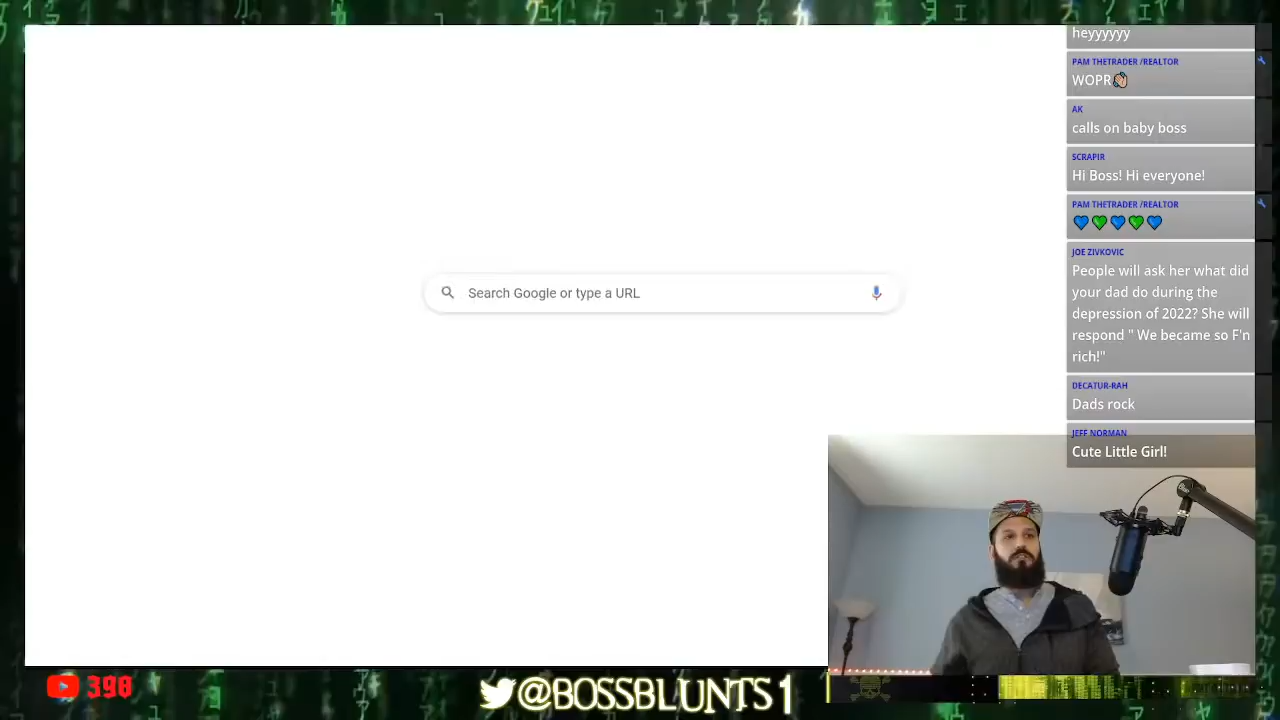 heyyyyyy
PAM THETRADER /REALTOR
WOPR
AK
calls on baby boss
SCRAPIR
Hi Boss! Hi everyone!
PAM THETRADER /REALTOR
JOE ZIVKOVIC
People will ask her what did
your dad do during the
depression of 2022? She will
respond " We became so F'n
rich!"
DECATUR-RAH
Dads rock
JEFF NORMAN
Cute Little Girl!
Search Google or type a URL
398
@BOSSBLUNTS1